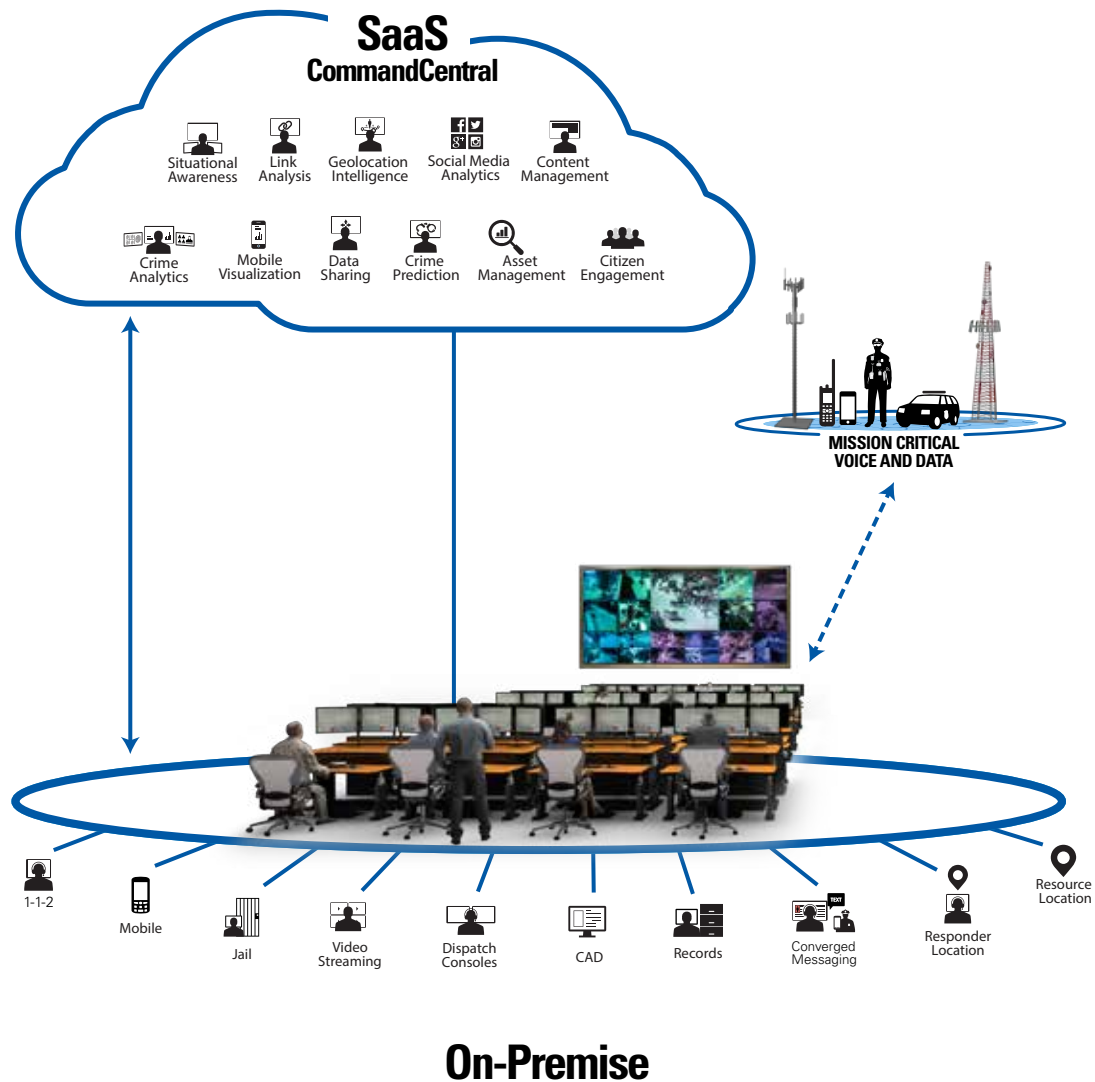 SaaS
CommandCentral
Situational
Awareness
Link
Analysis
Geolocation
Intelligence
Social Media
Analytics
Content
Management
Crime
Analytics
Mobile
Visualization
Data
Sharing
Crime
Prediction
Asset
Management
Citizen
Engagement
MISSION CRITICAL
VOICE AND DATA
1-1-2
Mobile
Jail
Video
Streaming
Dispatch
Consoles
CAD
Records
TEXT
Converged
Messaging
Responder
Location
Resource
Location
On-Premise